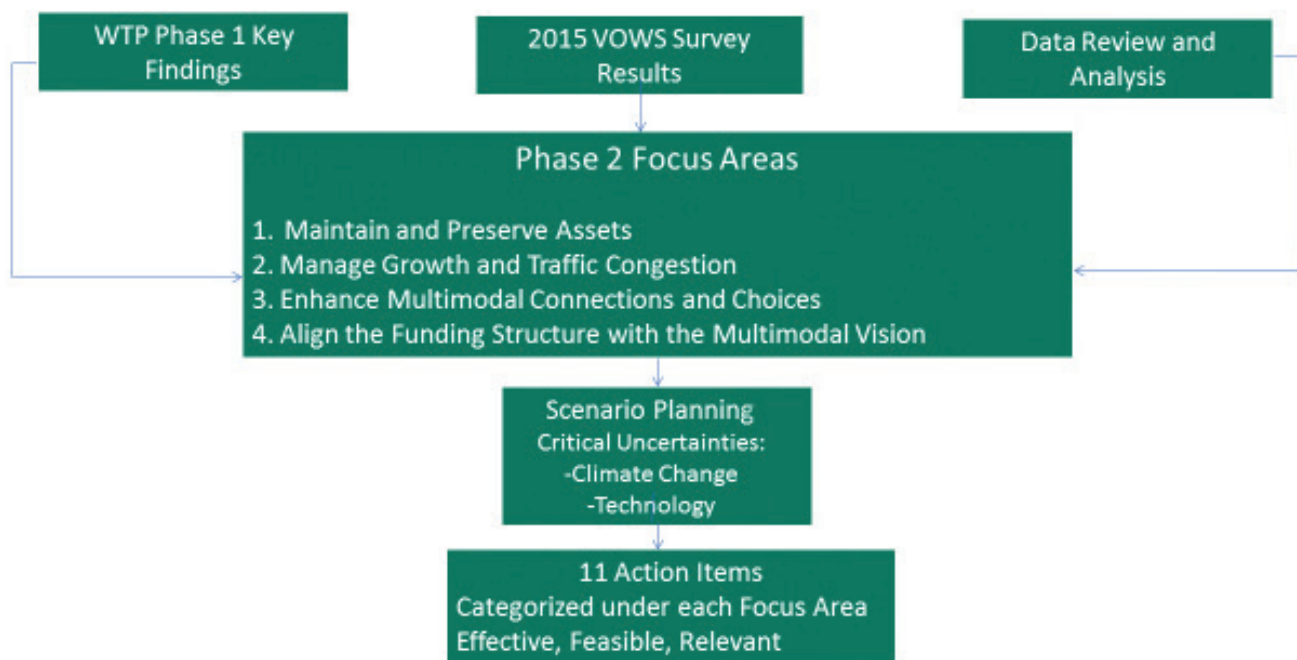 WTP Phase 1 Key
Findings
2015 VOWS Survey
Results
Data Review and
Analysis
Phase 2 Focus Areas
1. Maintain and Preserve Assets
2. Manage Growth and Traffic Congestion
3. Enhance Multimodal Connections and Choices
4. Align the Funding Structure with the Multimodal Vision
Scenario Planning
Critical Uncertainties:
-Climate Change
-Technology
11 Action Items
Categorized under each Focus Area
Effective, Feasible, Relevant